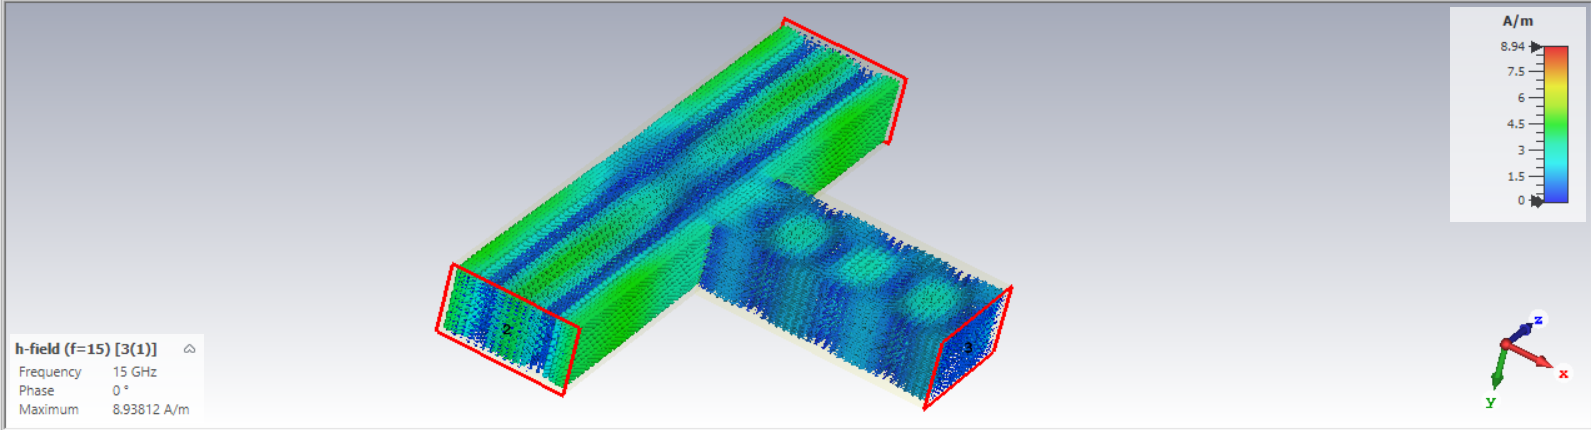 A/m
8.94
7.5
6
4.5
3
1.5
0
2
3
z
x
y
h-field (f=15) [3(1)]
Frequency 15 GHz
Phase 0 °
Maximum 8.93812 A/m